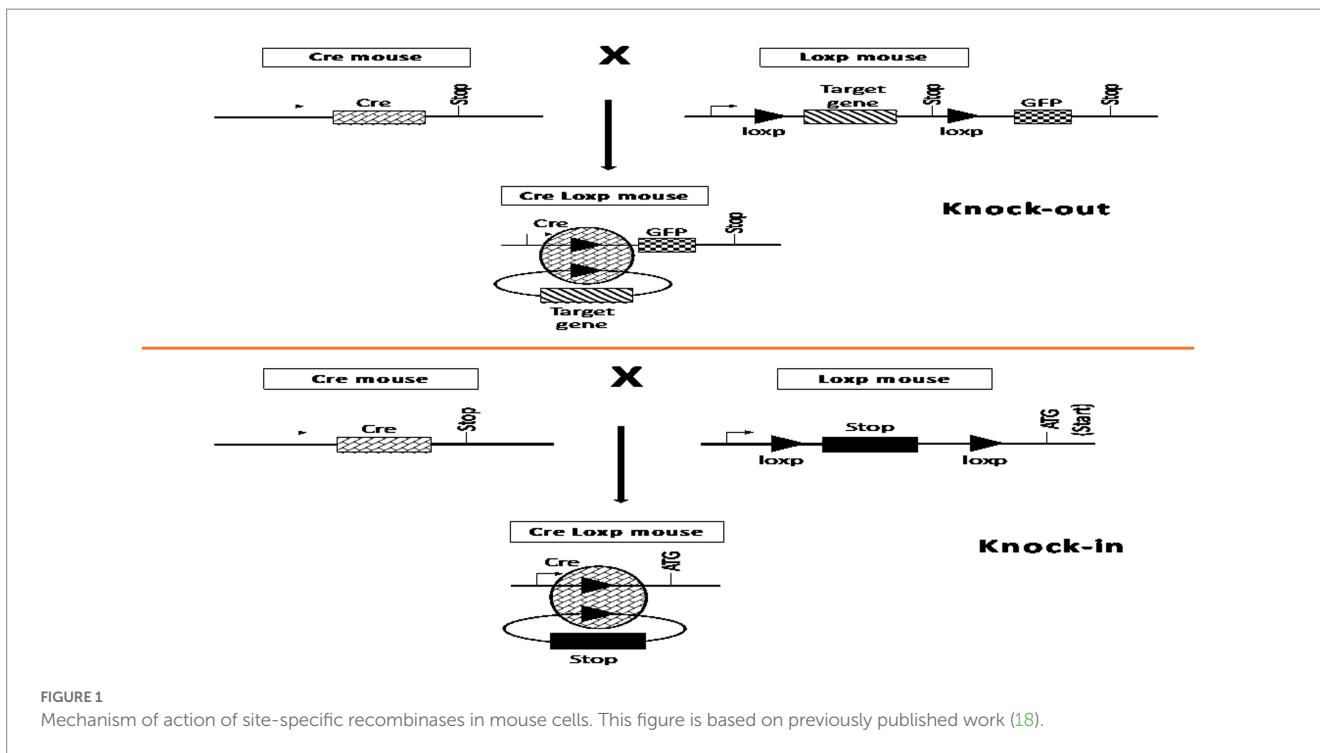 Cre mouse
X
Loxp mouse
Cre
Stop
Target
gene
Stop
GFP
Stop
loxp
loxp
Cre Loxp mouse
Knock-out
Cre
GFP
Stop
Target
gene
Cre mouse
X
Loxp mouse
Cre
Stop
Stop
ATG
(Start)
loxp
loxp
Cre Loxp mouse
Knock-in
Cre
ATG
Stop
FIGURE 1
Mechanism of action of site-specific recombinases in mouse cells. This figure is based on previously published work (18).